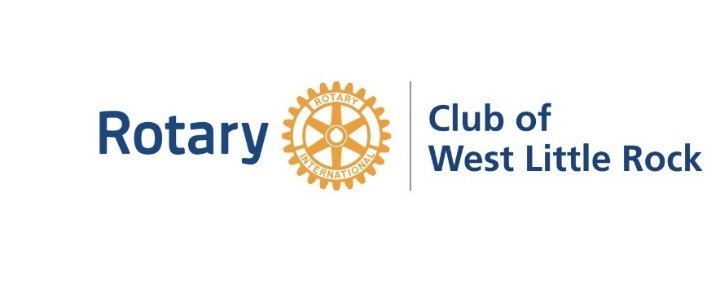 Rotary
ROTARY
INTERNATIONAL
Club of
West Little Rock